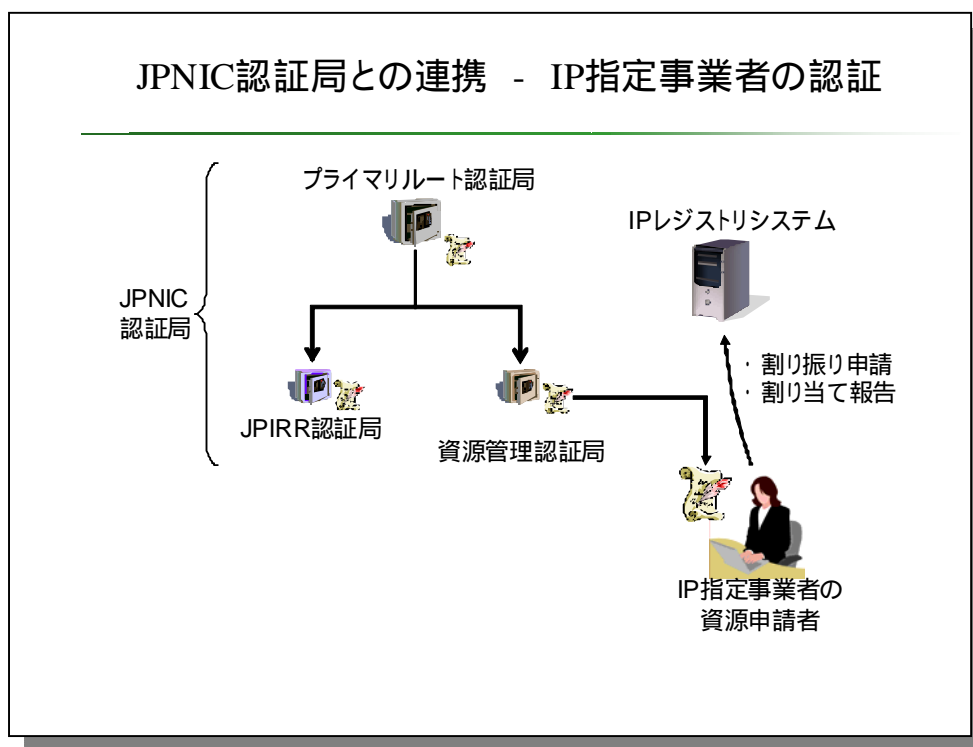 JPNIC認証局との連携 - IP指定事業者の認証
プライマリルート認証局
IPレジストリシステム
JPNIC
認証局
・割り振り申請
・割り当て報告
JPIRR認証局
資源管理認証局
IP指定事業者の
資源申請者